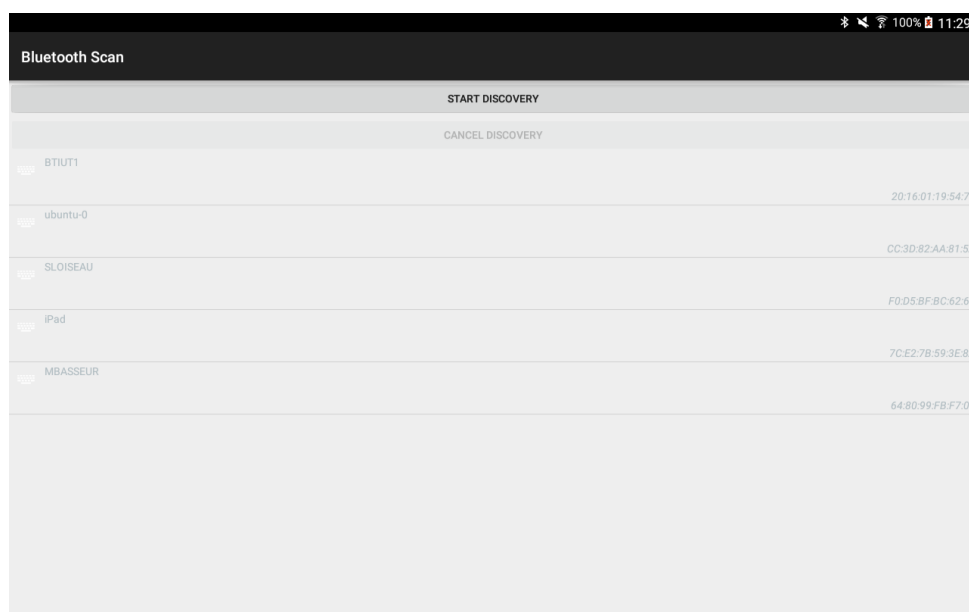 100% 11:29
Bluetooth Scan
START DISCOVERY
CANCEL DISCOVERY
BTIUT1
20:16:01:19:54:7
ubuntu-0
CC:3D:82:AA:81:5
SLOISEAU
F0:D5:BF:BC:62:6
iPad
7C:E2:7B:59:3E:8
MBASSEUR
64:80:99:FB:F7:0